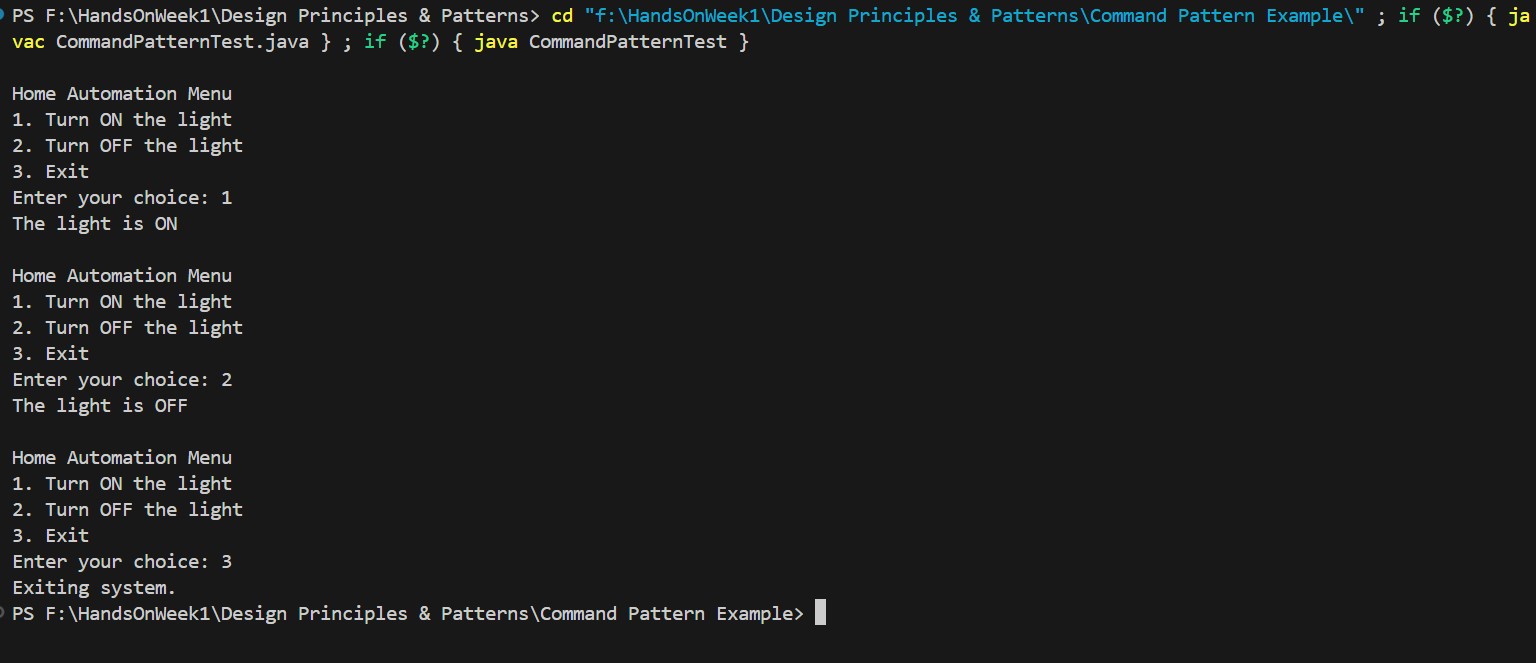 PS F:\HandsOnWeek1\Design Principles & Patterns> cd "f:\HandsOnWeek1\Design Principles & Patterns\Command Pattern Example\" ; if ($?) { ja
vac CommandPatternTest.java } ; if ($?) { java CommandPatternTest }
Home Automation Menu
1. Turn ON the light
2. Turn OFF the light
3. Exit
Enter your choice: 1
The light is ON
Home Automation Menu
1. Turn ON the light
2. Turn OFF the light
3. Exit
Enter your choice: 2
The light is OFF
Home Automation Menu
1. Turn ON the light
2. Turn OFF the light
3. Exit
Enter your choice: 3
Exiting system.
PS F:\HandsOnWeek1\Design Principles & Patterns\Command Pattern Example>